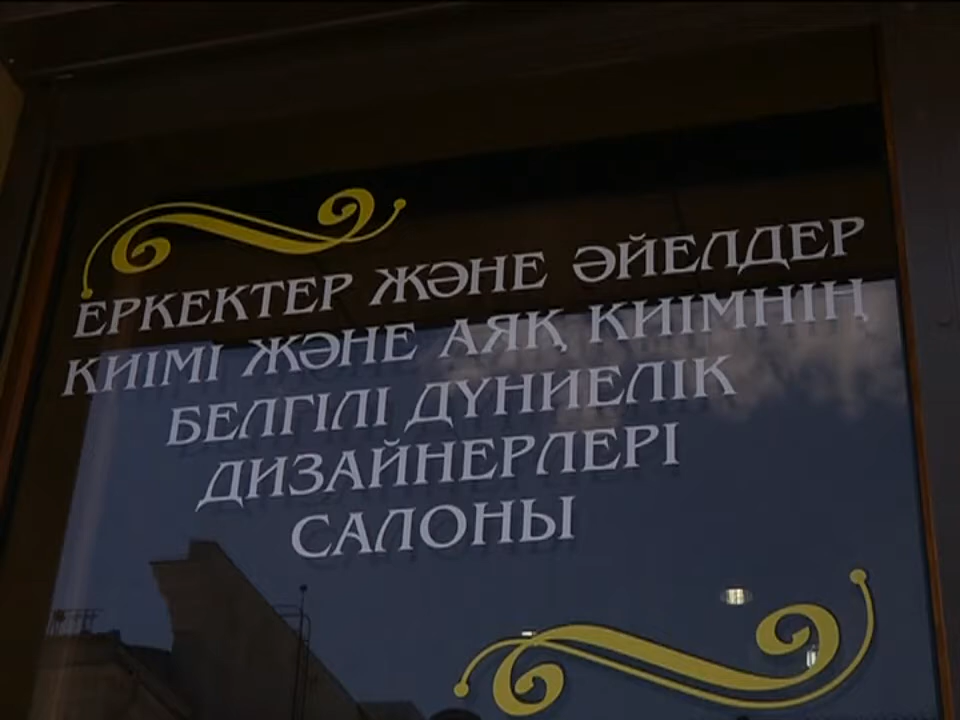 ЕРКЕКТЕР ЖӘНЕ ӘЙЕЛДЕР
КИІМІ ЖӘНЕ АЯҚ КИІМНІҢ
БЕЛГІЛІ ДҮНИЕЛІК
ДИЗАЙНЕРЛЕРІ
САЛОНЫ